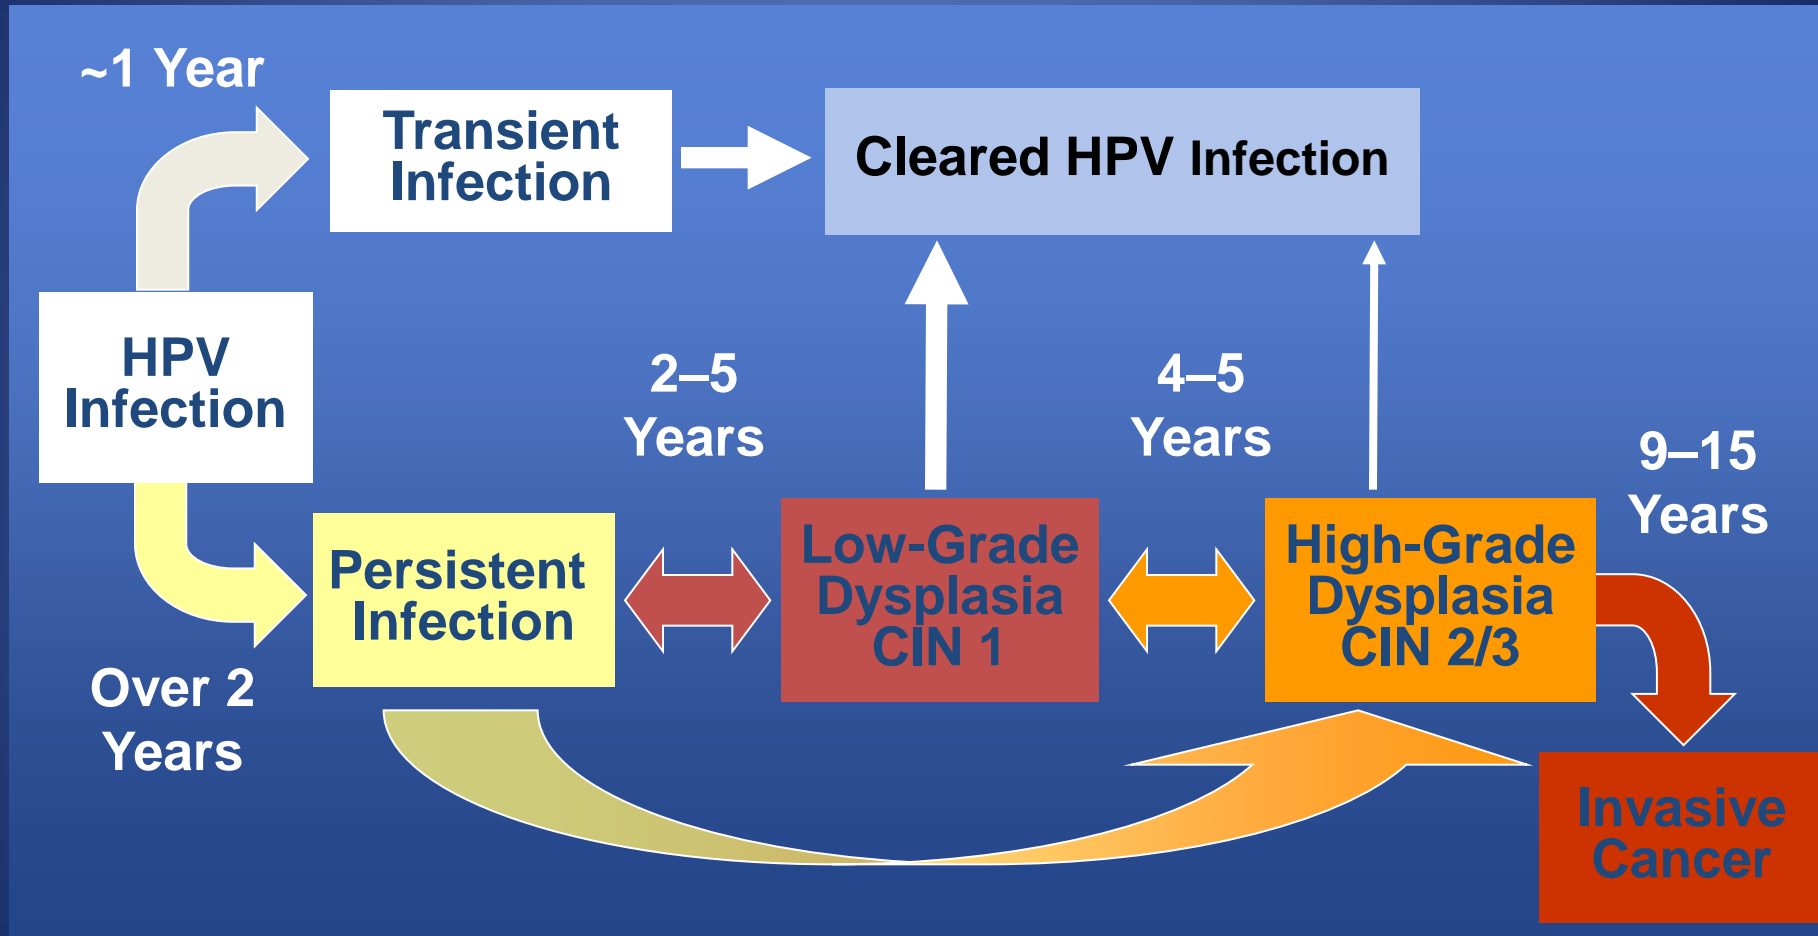 ~1 Year
Transient
Infection
Cleared HPV Infection
HPV
Infection
2–5
Years
4–5
Years
9–15
Years
Persistent
Infection
Low-Grade
Dysplasia
CIN 1
High-Grade
Dysplasia
CIN 2/3
Over 2
Years
Invasive
Cancer